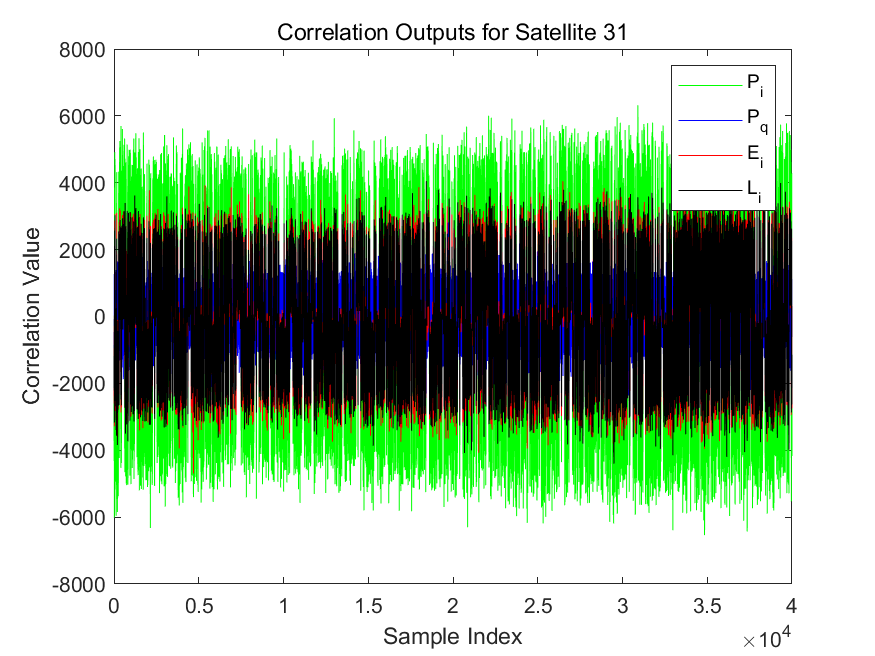 Correlation Outputs for Satellite 31
8000
6000
4000
2000
0
-2000
-4000
-6000
-8000
Correlation Value
P_i
P_q
E_i
L_i
0 0.5 1 1.5 2 2.5 3 3.5 4
Sample Index
×10^4